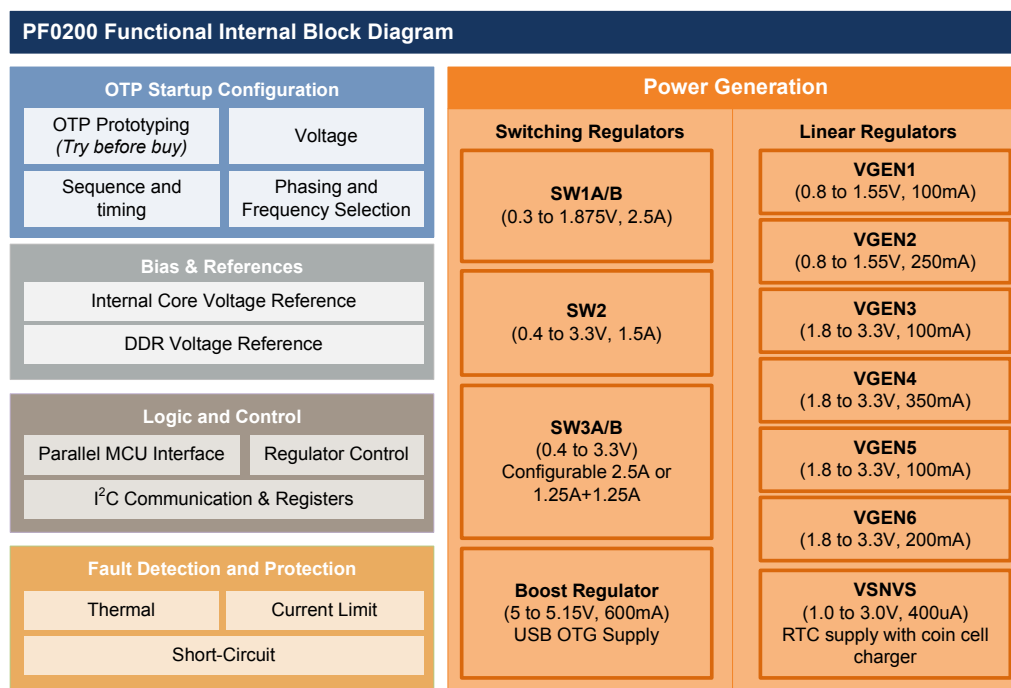 PF0200 Functional Internal Block Diagram
OTP Startup Configuration
OTP Prototyping
(Try before buy)
Voltage
Sequence and
timing
Phasing and
Frequency Selection
Bias & References
Internal Core Voltage Reference
DDR Voltage Reference
Logic and Control
Parallel MCU Interface
Regulator Control
I²C Communication & Registers
Fault Detection and Protection
Thermal
Current Limit
Short-Circuit
Power Generation
Switching Regulators
SW1A/B
(0.3 to 1.875V, 2.5A)
SW2
(0.4 to 3.3V, 1.5A)
SW3A/B
(0.4 to 3.3V)
Configurable 2.5A or
1.25A+1.25A
Boost Regulator
(5 to 5.15V, 600mA)
USB OTG Supply
Linear Regulators
VGEN1
(0.8 to 1.55V, 100mA)
VGEN2
(0.8 to 1.55V, 250mA)
VGEN3
(1.8 to 3.3V, 100mA)
VGEN4
(1.8 to 3.3V, 350mA)
VGEN5
(1.8 to 3.3V, 100mA)
VGEN6
(1.8 to 3.3V, 200mA)
VSNVS
(1.0 to 3.0V, 400uA)
RTC supply with coin cell
charger